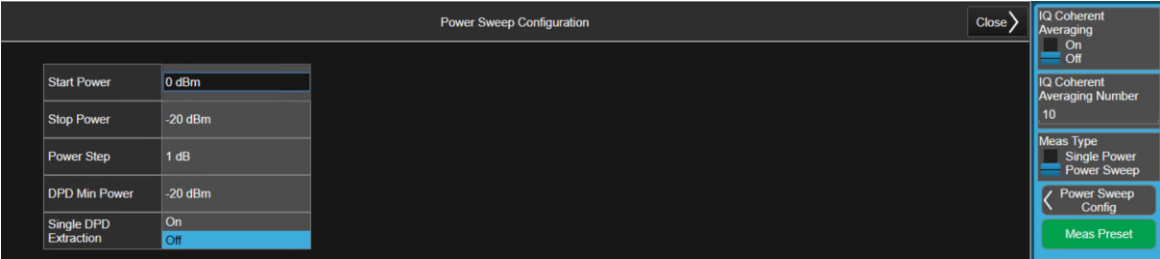 Power Sweep Configuration
Close
Start Power 0 dBm
Stop Power -20 dBm
Power Step 1 dB
DPD Min Power -20 dBm
Single DPD
Extraction
On
Off
IQ Coherent
Averaging
On
Off
IQ Coherent
Averaging Number
10
Meas Type
Single Power
Power Sweep
Power Sweep
Config
Meas Preset